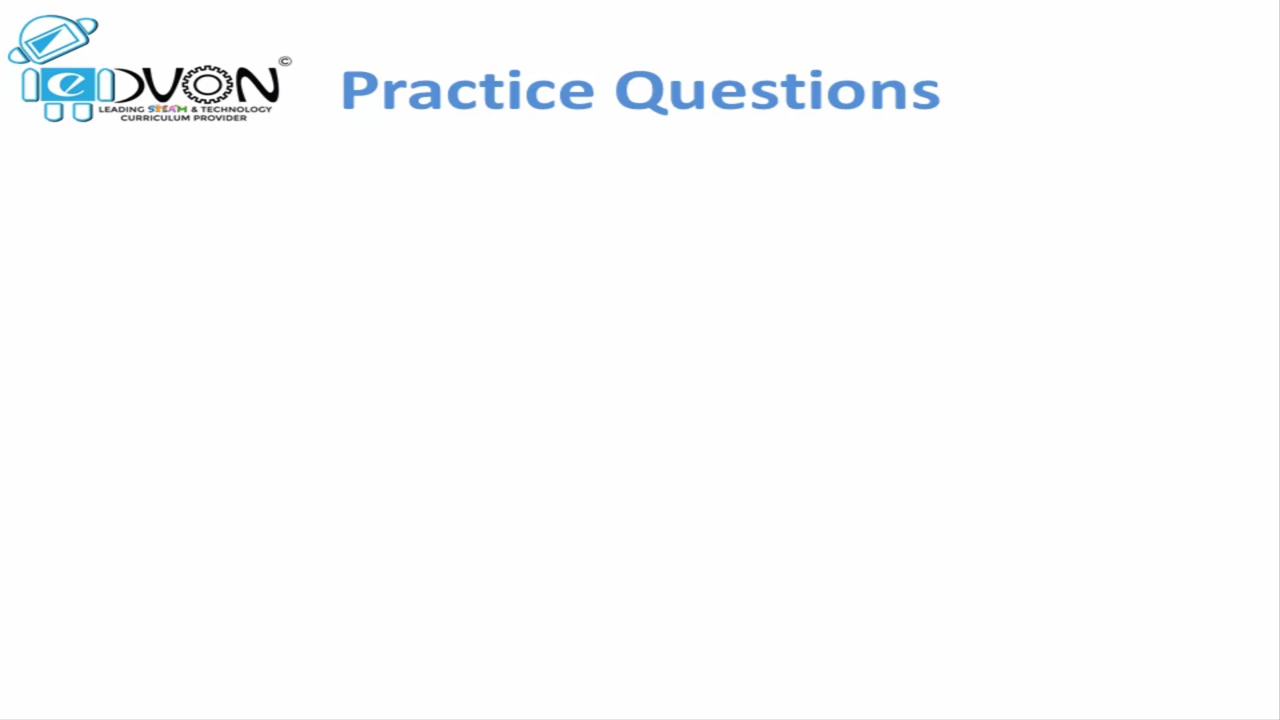 eDVON ©
LEADING STEAM & TECHNOLOGY
CURRICULUM PROVIDER
Practice Questions